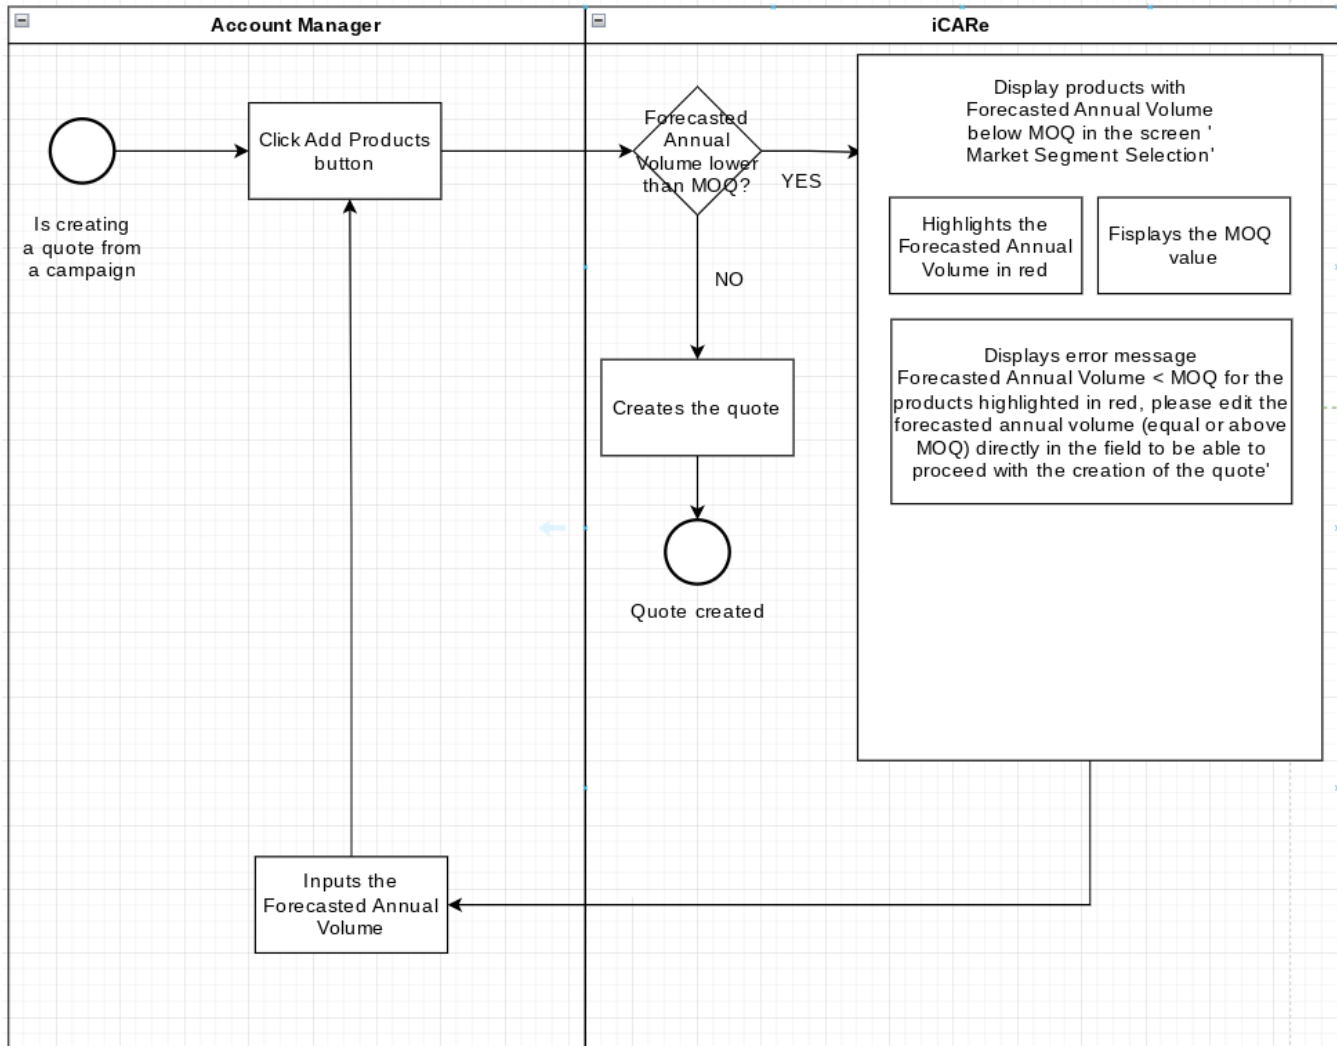 Account Manager
iCARe
Is creating
a quote from
a campaign
Click Add Products
button
Forecasted
Annual
Volume lower
than MOQ?
YES
NO
Creates the quote
Quote created
Display products with
Forecasted Annual Volume
below MOQ in the screen '
Market Segment Selection'
Highlights the
Forecasted Annual
Volume in red
Fisplays the MOQ
value
Displays error message
Forecasted Annual Volume < MOQ for the
products highlighted in red, please edit the
forecasted annual volume (equal or above
MOQ) directly in the field to be able to
proceed with the creation of the quote'
Inputs the
Forecasted Annual
Volume